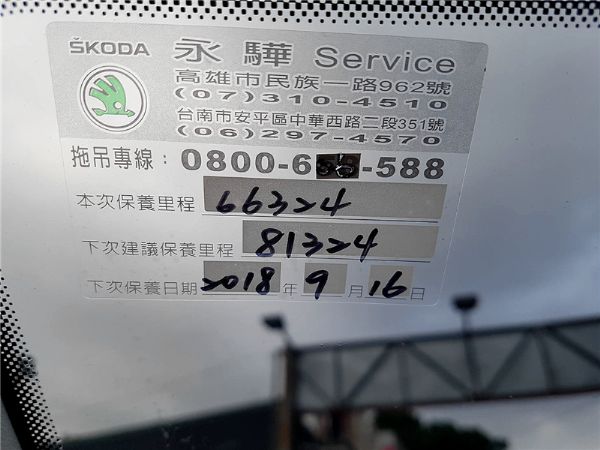 ŠKODA 永驊 Service
高雄市民族一路962號
(07)310-4510
台南市安平區中華西路二段351號
(06)297-4570
拖吊專線：0800-6 -588
本次保養里程 66324
下次建議保養里程 81324
下次保養日期 2018 年 9 月 16 日